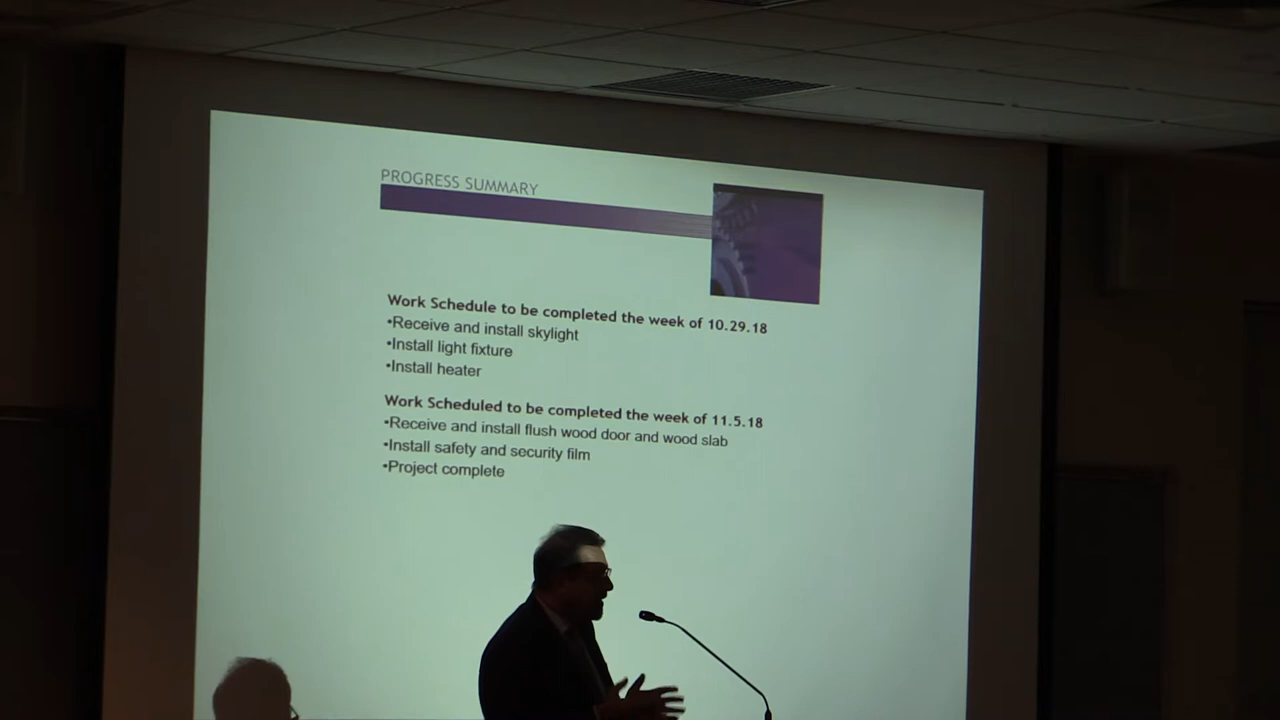 PROGRESS SUMMARY
Work Schedule to be completed the week of 10.29.18
•Receive and install skylight
•Install light fixture
•Install heater
Work Scheduled to be completed the week of 11.5.18
•Receive and install flush wood door and wood slab
•Install safety and security film
•Project complete